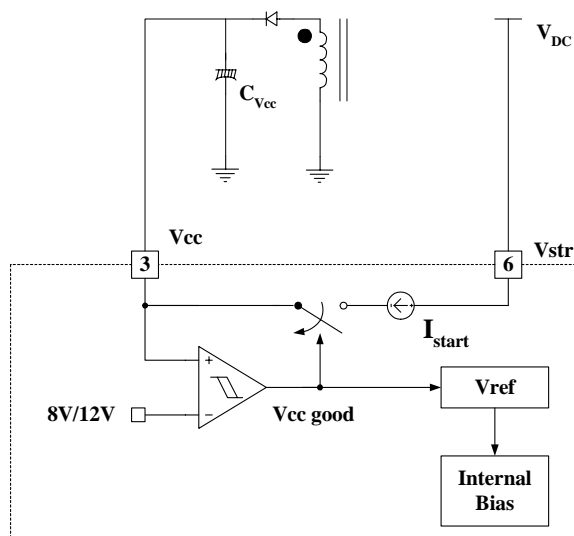 V_DC
C_Vcc
Vcc
Vstr
3
6
I_start
+
−
8V/12V
Vcc good
Vref
Internal
Bias